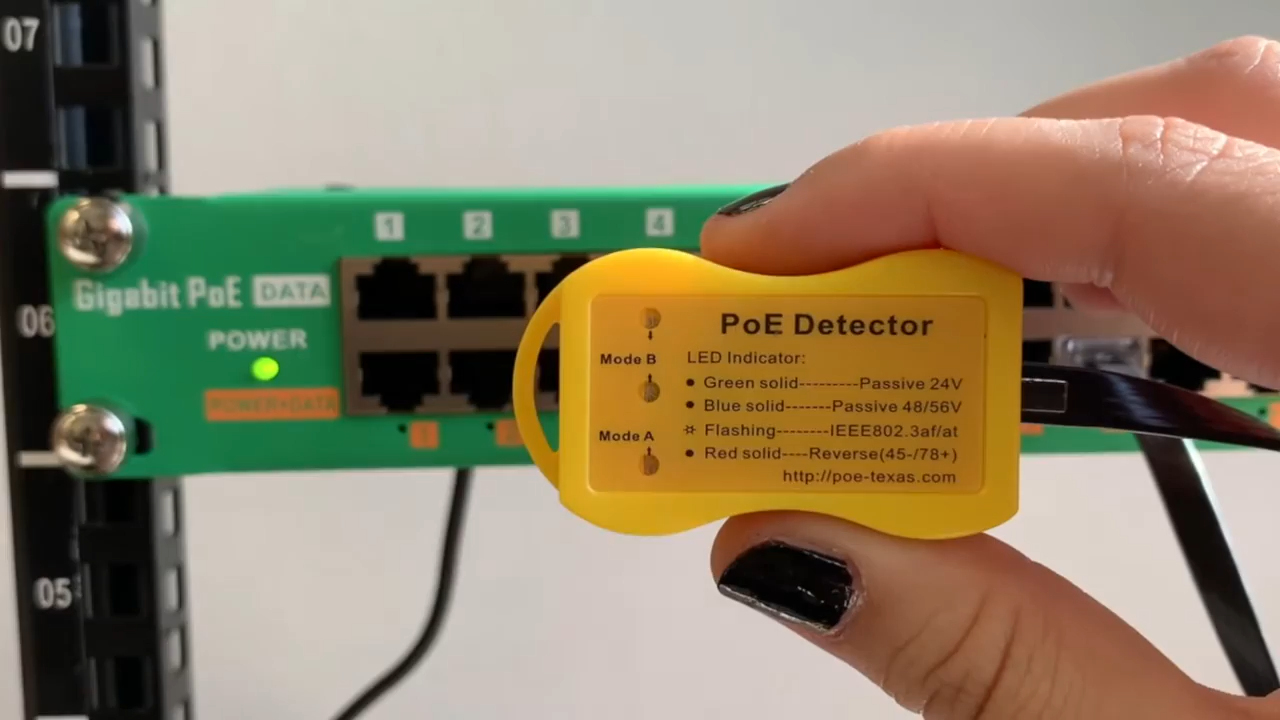 07
06
05
1 2 3 4
Gigabit PoE DATA
POWER
POWER+DATA
1
PoE Detector
Mode B
Mode A
LED Indicator:
Green solid---------Passive 24V
Blue solid-------Passive 48/56V
Flashing--------IEEE802.3af/at
Red solid----Reverse(45-/78+)
http://poe-texas.com